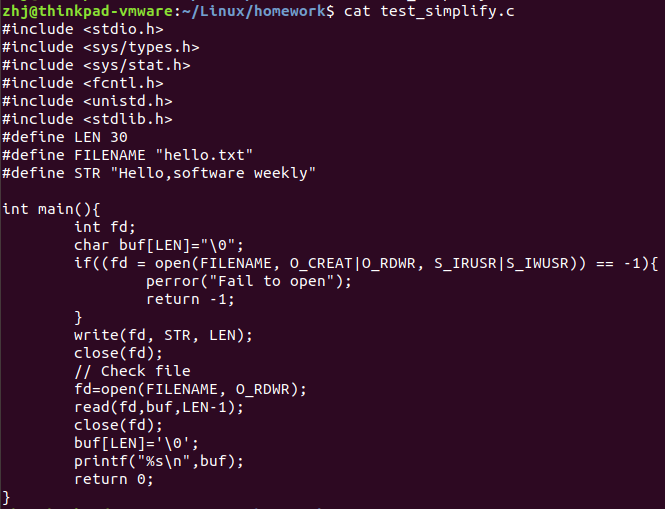 zhj@thinkpad-vmware:~/Linux/homework$ cat test_simplify.c
#include <stdio.h>
#include <sys/types.h>
#include <sys/stat.h>
#include <fcntl.h>
#include <unistd.h>
#include <stdlib.h>
#define LEN 30
#define FILENAME "hello.txt"
#define STR "Hello,software weekly"

int main(){
        int fd;
        char buf[LEN]="\0";
        if((fd = open(FILENAME, O_CREAT|O_RDWR, S_IRUSR|S_IWUSR)) == -1){
                perror("Fail to open");
                return -1;
        }
        write(fd, STR, LEN);
        close(fd);
        // Check file
        fd=open(FILENAME, O_RDWR);
        read(fd,buf,LEN-1);
        close(fd);
        buf[LEN]='\0';
        printf("%s\n",buf);
        return 0;
}